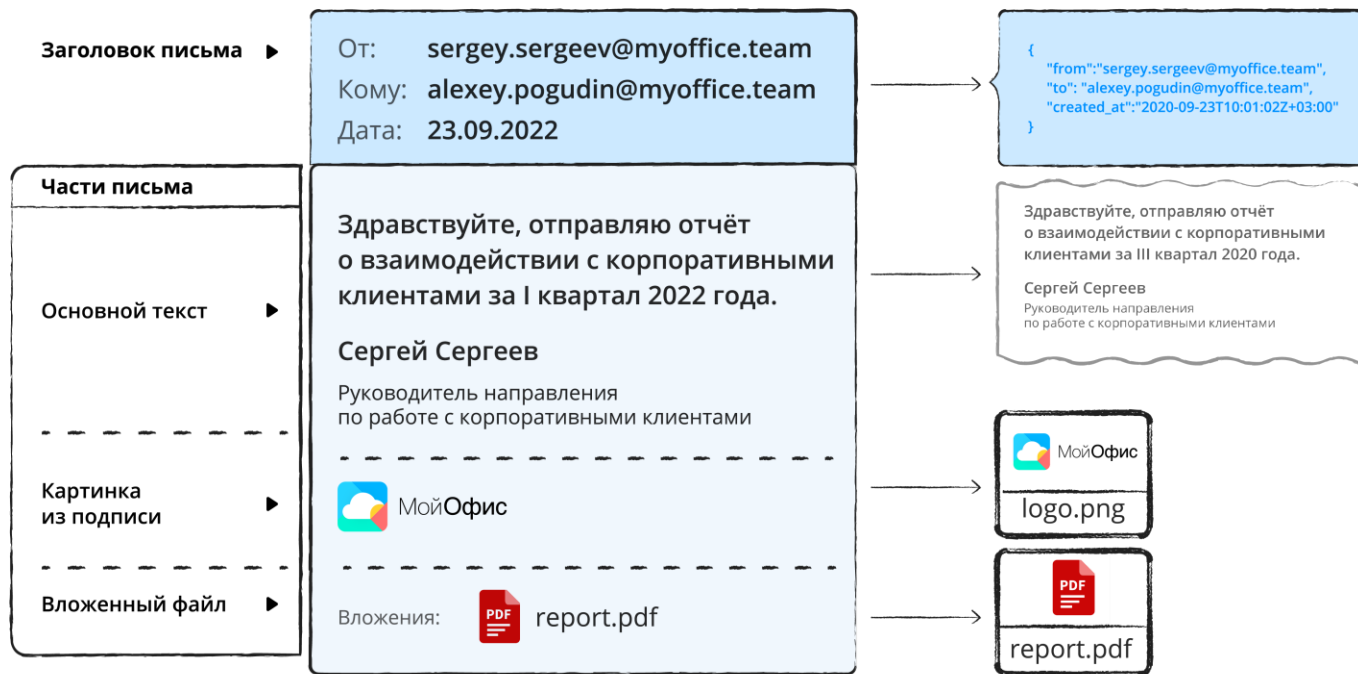 Заголовок письма
От: sergey.sergeev@myoffice.team
Кому: alexey.pogudin@myoffice.team
Дата: 23.09.2022
{
"from":"sergey.sergeev@myoffice.team",
"to": "alexey.pogudin@myoffice.team",
"created_at":"2020-09-23T10:01:02Z+03:00"
}
Части письма
Основной текст
Здравствуйте, отправляю отчёт
о взаимодействии с корпоративными
клиентами за I квартал 2022 года.
Сергей Сергеев
Руководитель направления
по работе с корпоративными клиентами
Здравствуйте, отправляю отчёт
о взаимодействии с корпоративными
клиентами за III квартал 2020 года.
Сергей Сергеев
Руководитель направления
по работе с корпоративными клиентами
Картинка
из подписи
МойОфис
МойОфис
logo.png
Вложенный файл
Вложения: PDF report.pdf
PDF
report.pdf